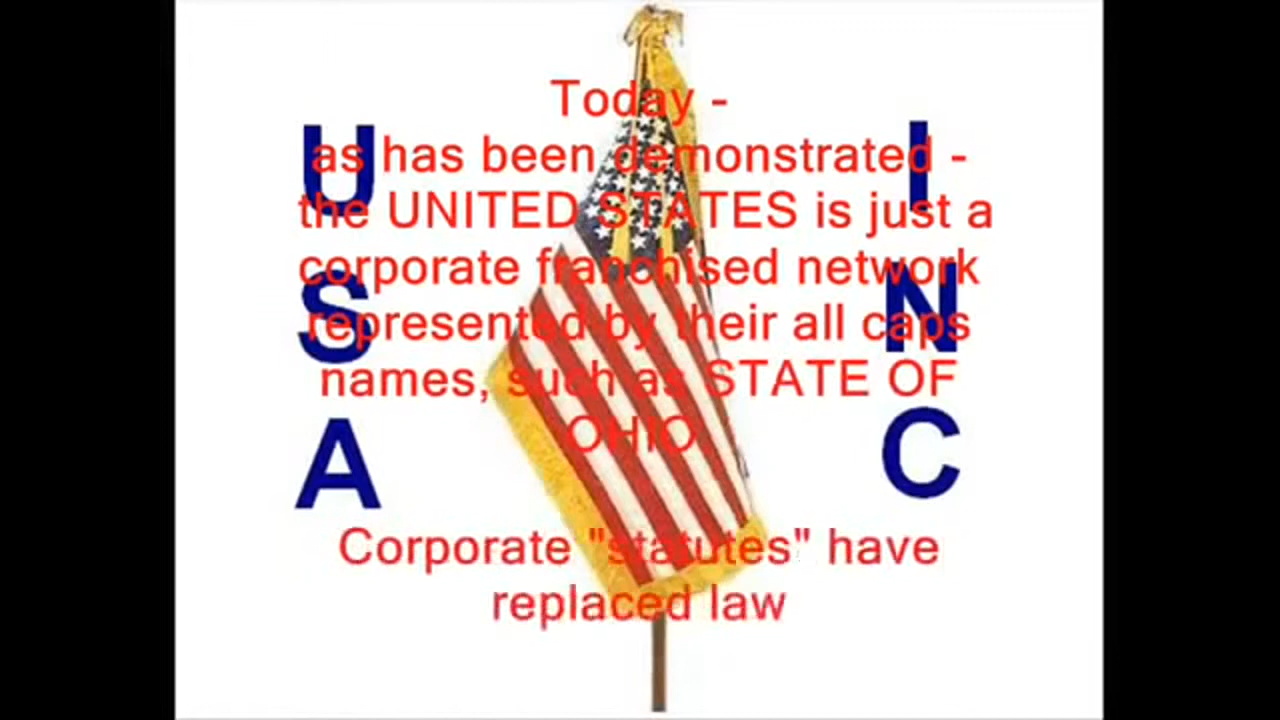 Today -
as has been demonstrated -
the UNITED STATES is just a
corporate franchised network
represented by their all caps
names, such as STATE OF
OHIO
Corporate "statutes" have
replaced law
U
S
A
I
N
C